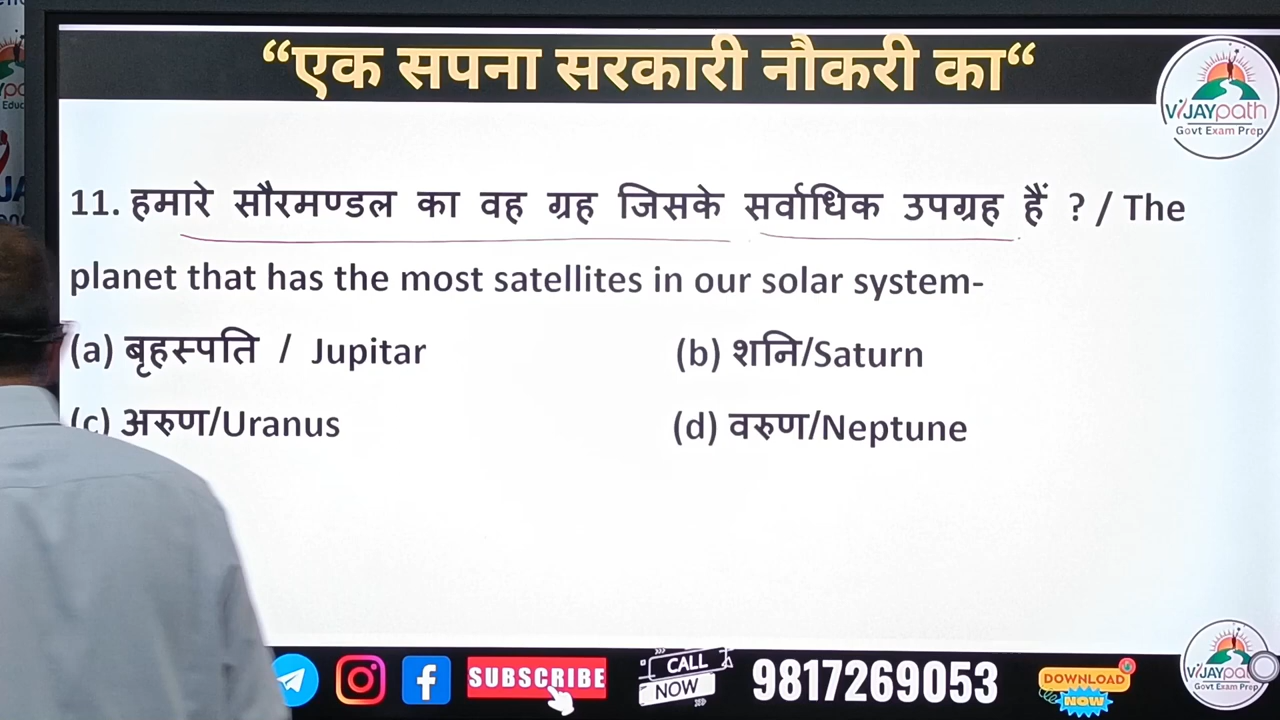 “एक सपना सरकारी नौकरी का“
VIJAYpath
Govt Exam Prep
11. हमारे सौरमण्डल का वह ग्रह जिसके सर्वाधिक उपग्रह हैं ? / The
planet that has the most satellites in our solar system-
(a) बृहस्पति / Jupitar (b) शनि/Saturn
(c) अरुण/Uranus (d) वरुण/Neptune
SUBSCRIBE
CALL
NOW
9817269053
DOWNLOAD
NOW
VIJAYpath
Govt Exam Prep